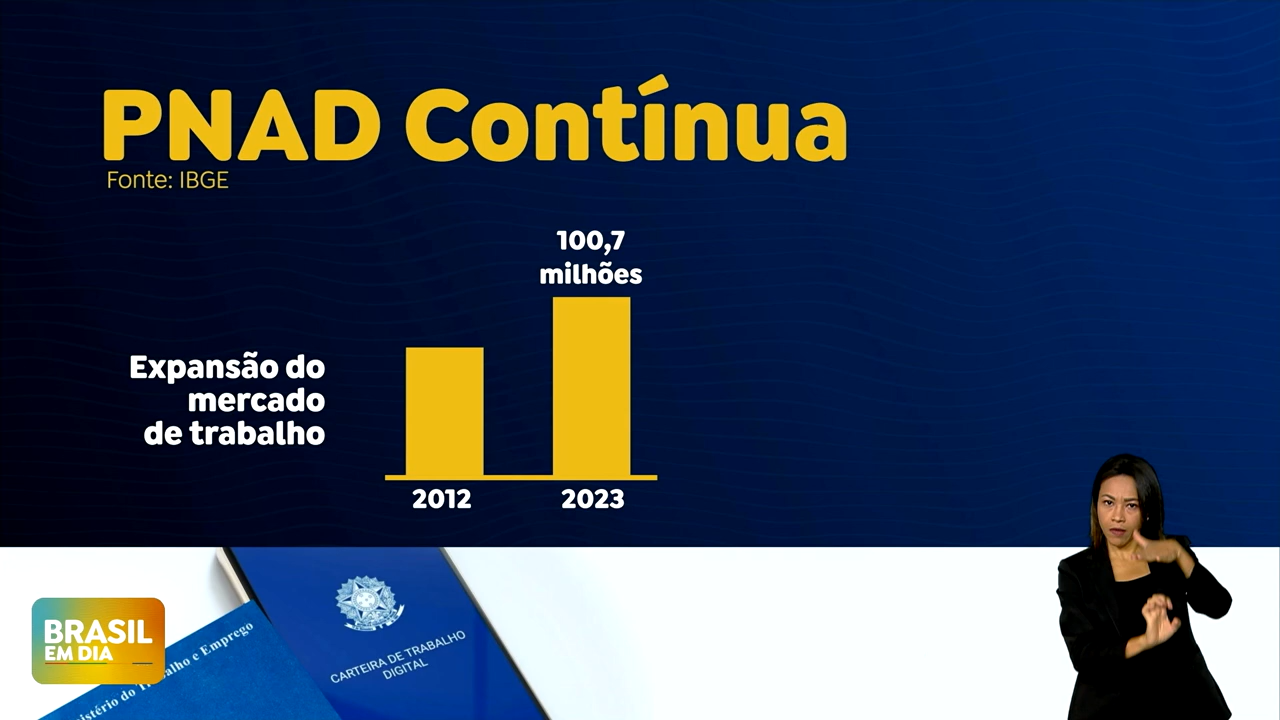 PNAD Contínua
Fonte: IBGE
100,7
milhões
Expansão do
mercado
de trabalho
2012
2023
BRASIL
EM DIA
CARTEIRA DE TRABALHO
DIGITAL
e Emprego